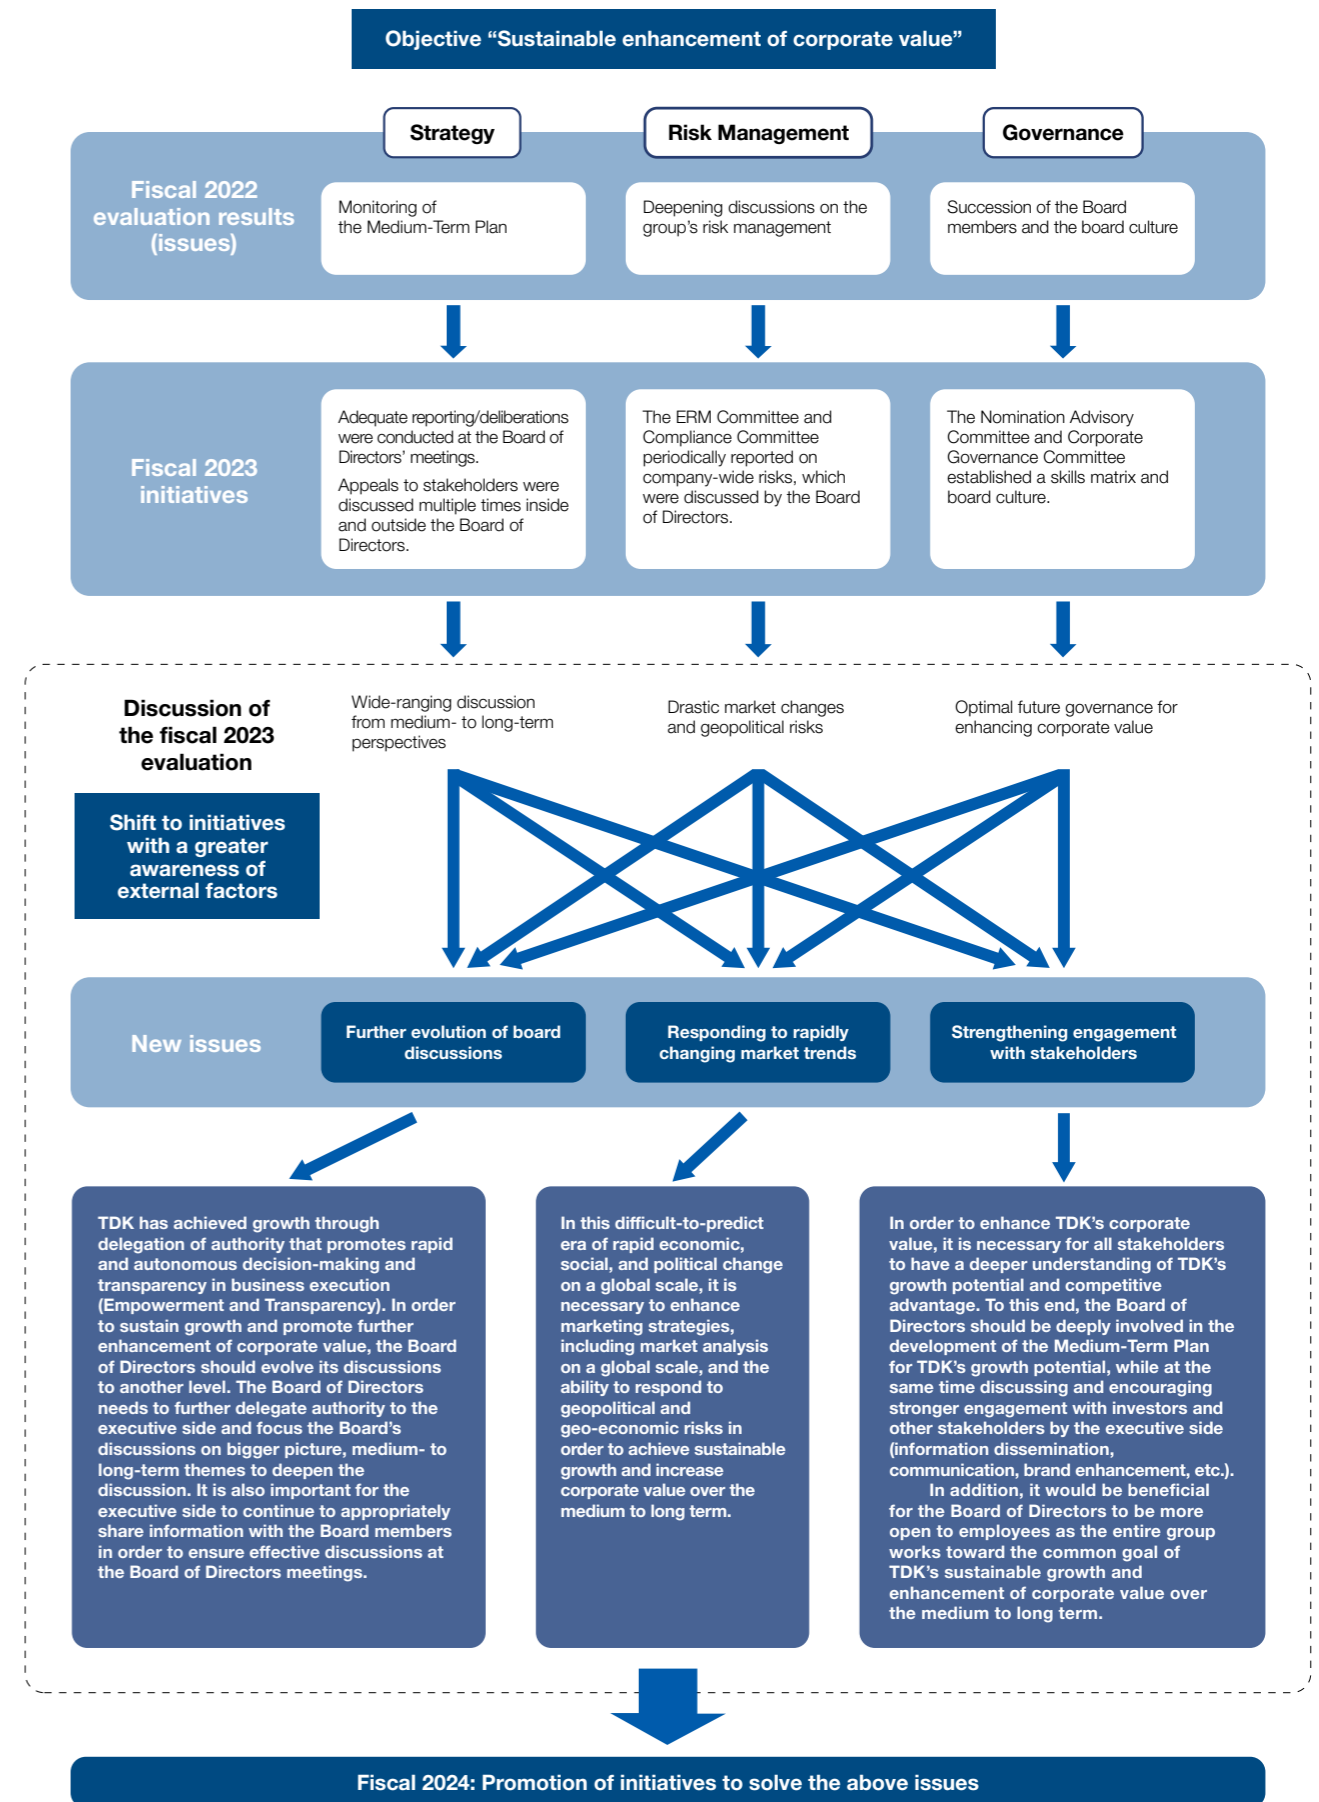 Objective “Sustainable enhancement of corporate value”
Strategy
Risk Management
Governance
Fiscal 2022
evaluation results
(issues)
Monitoring of
the Medium-Term Plan
Deepening discussions on the
group’s risk management
Succession of the Board
members and the board culture
Fiscal 2023
initiatives
Adequate reporting/deliberations
were conducted at the Board of
Directors’ meetings.
Appeals to stakeholders were
discussed multiple times inside
and outside the Board of
Directors.
The ERM Committee and
Compliance Committee
periodically reported on
company-wide risks, which
were discussed by the Board
of Directors.
The Nomination Advisory
Committee and Corporate
Governance Committee
established a skills matrix and
board culture.
Discussion of
the fiscal 2023
evaluation
Shift to initiatives
with a greater
awareness of
external factors
Wide-ranging discussion
from medium- to long-term
perspectives
Drastic market changes
and geopolitical risks
Optimal future governance for
enhancing corporate value
New issues
Further evolution of board
discussions
Responding to rapidly
changing market trends
Strengthening engagement
with stakeholders
TDK has achieved growth through
delegation of authority that promotes rapid
and autonomous decision-making and
transparency in business execution
(Empowerment and Transparency). In order
to sustain growth and promote further
enhancement of corporate value, the Board
of Directors should evolve its discussions
to another level. The Board of Directors
needs to further delegate authority to the
executive side and focus the Board’s
discussions on bigger picture, medium- to
long-term themes to deepen the
discussion. It is also important for the
executive side to continue to appropriately
share information with the Board members
in order to ensure effective discussions at
the Board of Directors meetings.
In this difficult-to-predict
era of rapid economic,
social, and political change
on a global scale, it is
necessary to enhance
marketing strategies,
including market analysis
on a global scale, and the
ability to respond to
geopolitical and
geo-economic risks in
order to achieve sustainable
growth and increase
corporate value over the
medium to long term.
In order to enhance TDK’s corporate
value, it is necessary for all stakeholders
to have a deeper understanding of TDK’s
growth potential and competitive
advantage. To this end, the Board of
Directors should be deeply involved in the
development of the Medium-Term Plan
for TDK’s growth potential, while at the
same time discussing and encouraging
stronger engagement with investors and
other stakeholders by the executive side
(information dissemination,
communication, brand enhancement, etc.).
In addition, it would be beneficial
for the Board of Directors to be more
open to employees as the entire group
works toward the common goal of
TDK’s sustainable growth and
enhancement of corporate value over
the medium to long term.
Fiscal 2024: Promotion of initiatives to solve the above issues